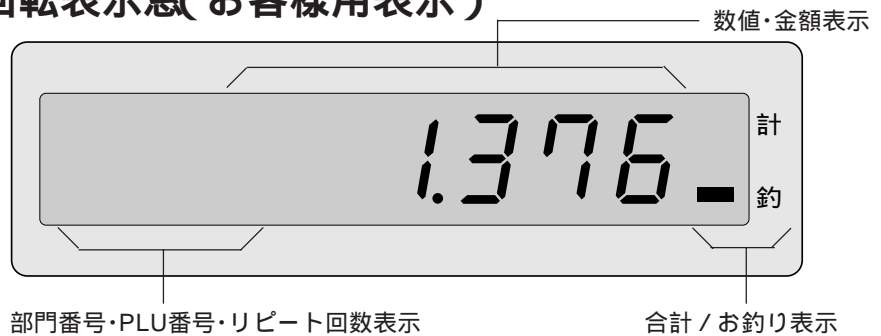 回転表示窓(お客様用表示)
数値・金額表示
計
1.376
釣
部門番号・PLU番号・リピート回数表示
合計 / お釣り表示